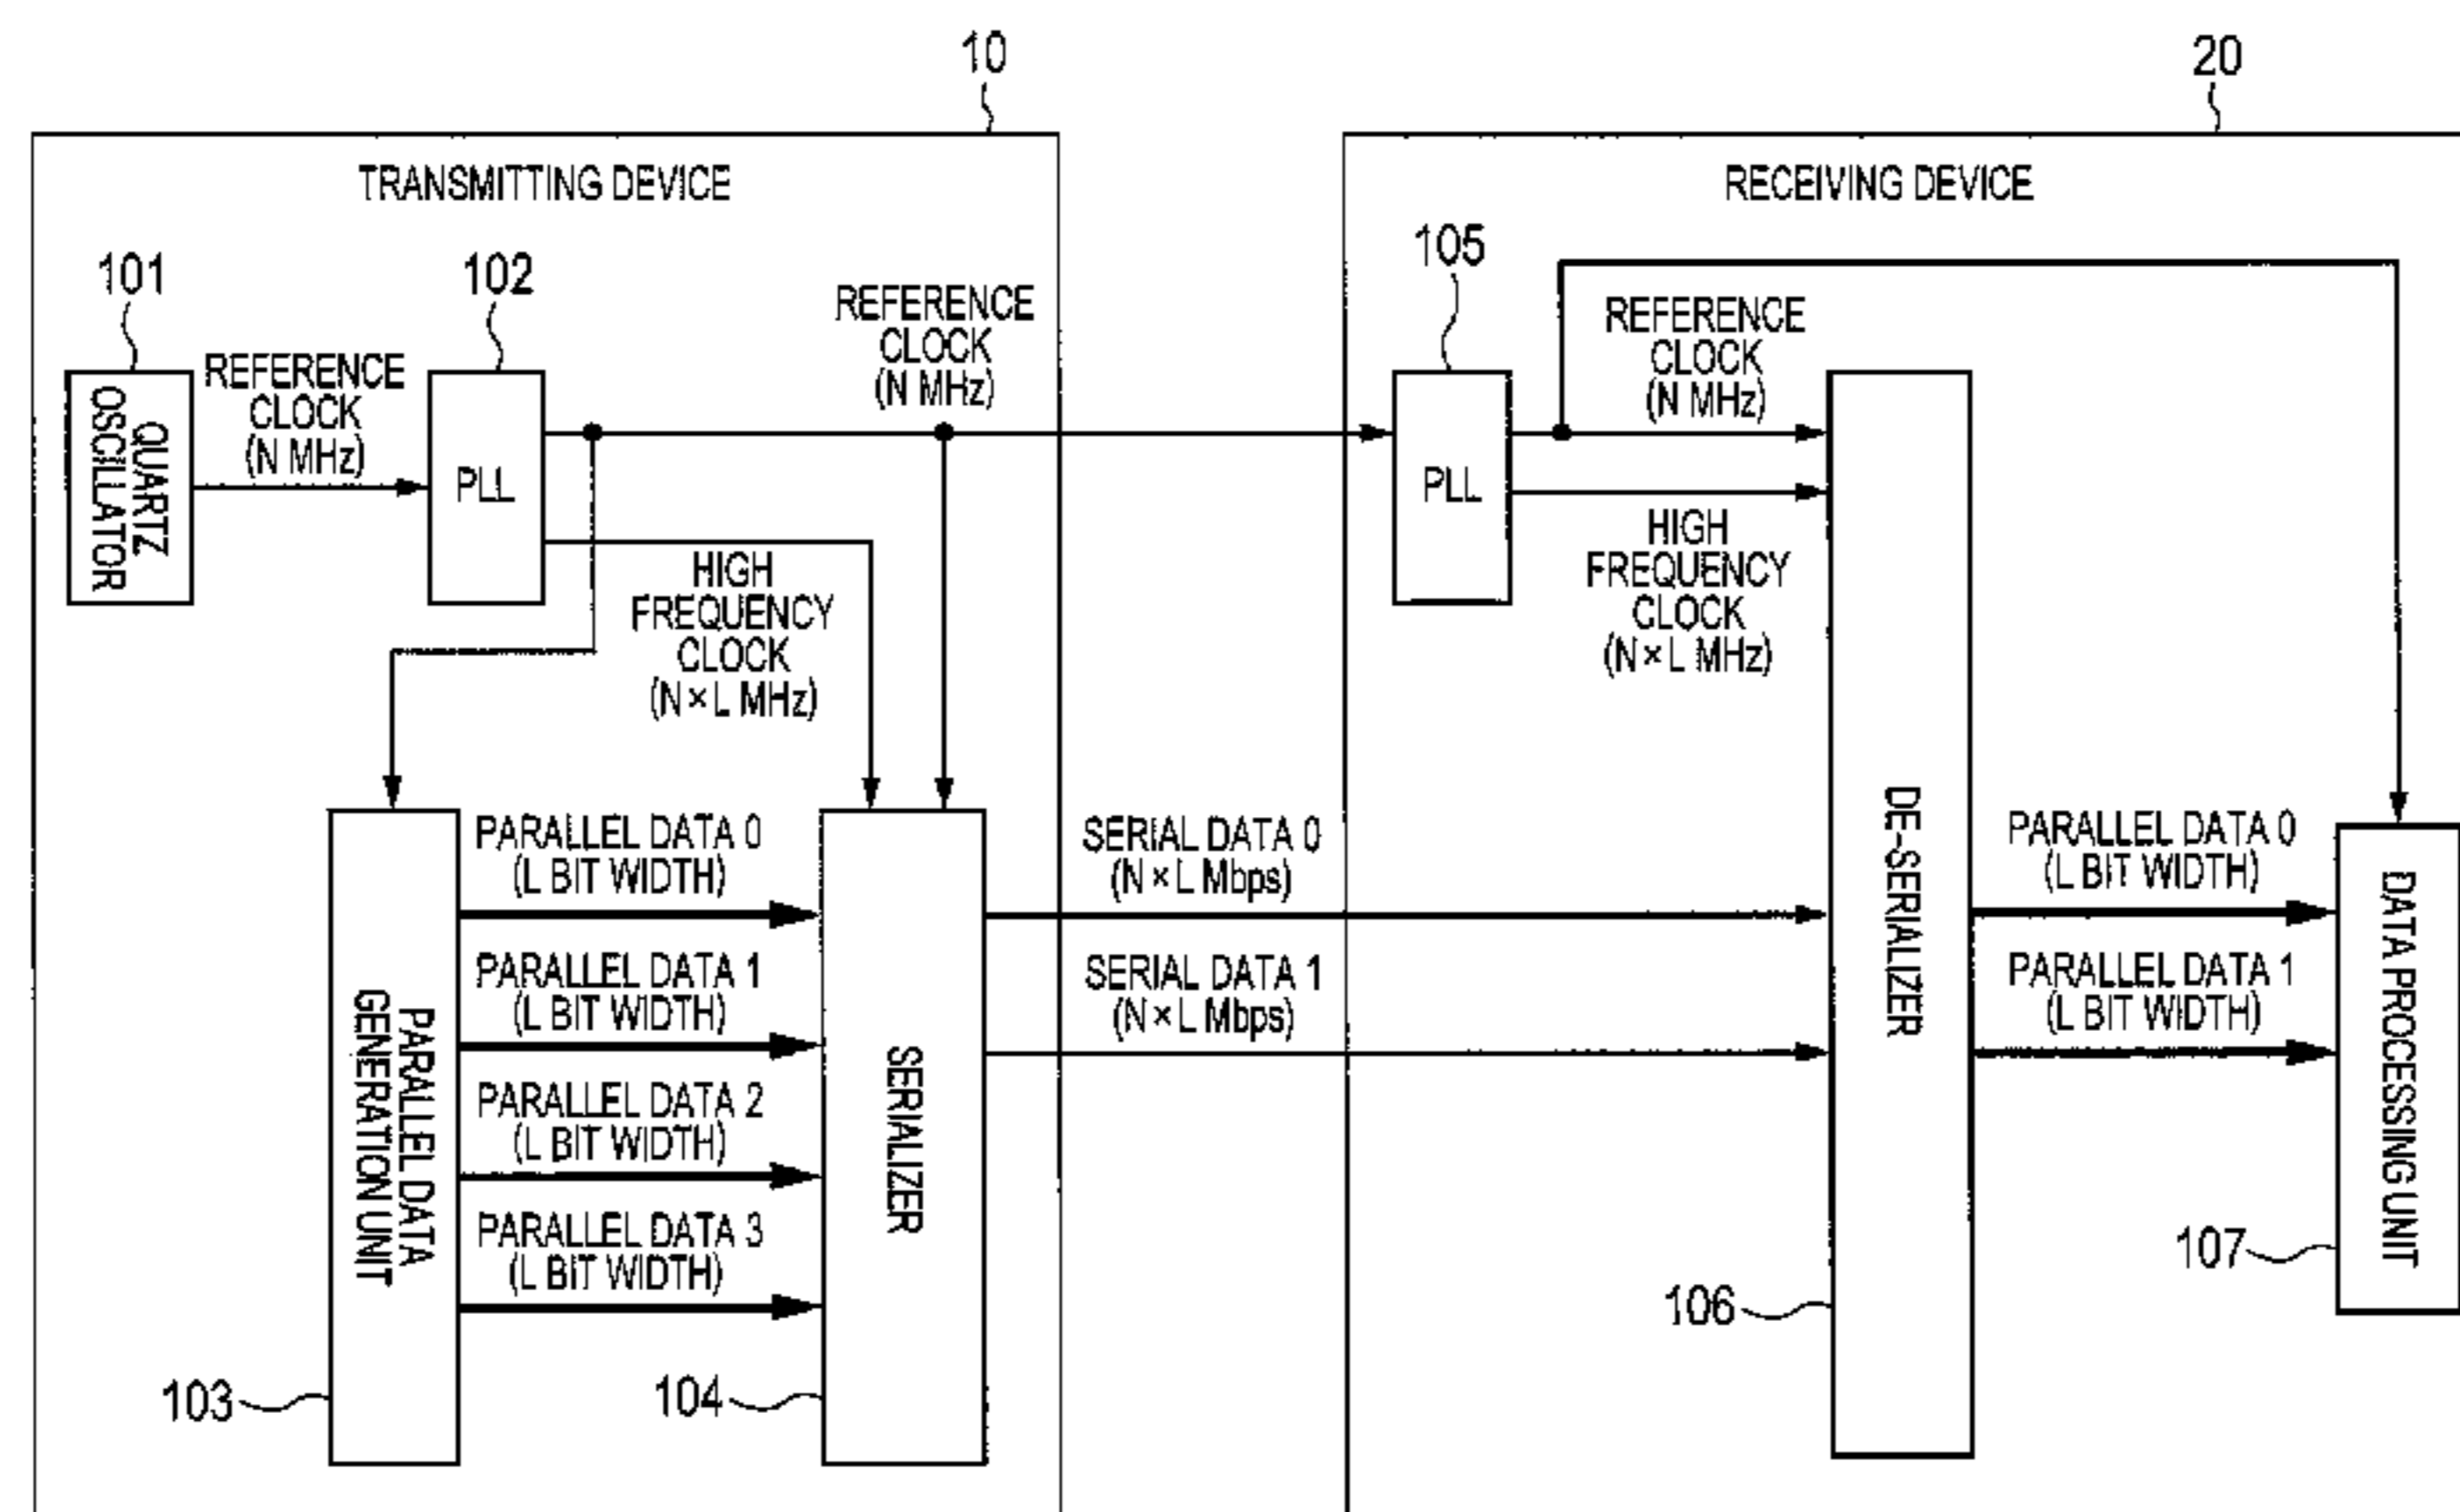 10
20
TRANSMITTING DEVICE
RECEIVING DEVICE
101
102
105
REFERENCE
CLOCK
(N MHz)
REFERENCE
CLOCK
(N MHz)
REFERENCE
CLOCK
(N MHz)
QUARTZ
OSCILLATOR
PLL
PLL
HIGH
FREQUENCY
CLOCK
(N × L MHz)
HIGH
FREQUENCY
CLOCK
(N × L MHz)
PARALLEL DATA 0
(L BIT WIDTH)
PARALLEL DATA 1
(L BIT WIDTH)
PARALLEL DATA 2
(L BIT WIDTH)
PARALLEL DATA 3
(L BIT WIDTH)
PARALLEL DATA
GENERATION UNIT
SERIALIZER
SERIAL DATA 0
(N × L Mbps)
SERIAL DATA 1
(N × L Mbps)
DE-SERIALIZER
PARALLEL DATA 0
(L BIT WIDTH)
PARALLEL DATA 1
(L BIT WIDTH)
DATA PROCESSING UNIT
103
104
106
107